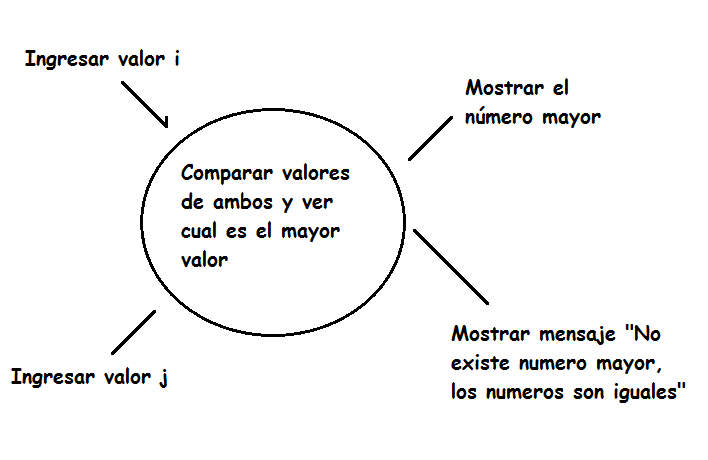 Ingresar valor i
Mostrar el
número mayor
Comparar valores
de ambos y ver
cual es el mayor
valor
Ingresar valor j
Mostrar mensaje "No
existe numero mayor,
los numeros son iguales"